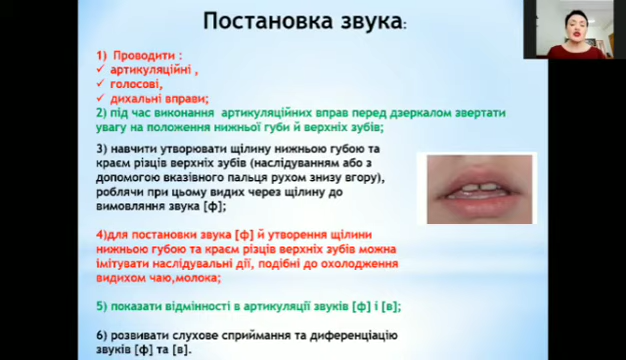 Постановка звука:
1) Проводити :
✓ артикуляційні ,
✓ голосові,
✓ дихальні вправи;
2) під час виконання артикуляційних вправ перед дзеркалом звертати
увагу на положення нижньої губи й верхніх зубів;
3) навчити утворювати щілину нижньою губою та
краєм різців верхніх зубів (наслідуванням або з
допомогою вказівного пальця рухом знизу вгору),
роблячи при цьому видих через щілину до
вимовляння звука [ф];
4)для постановки звука [ф] й утворення щілини
нижньою губою та краєм різців верхніх зубів можна
імітувати наслідувальні дії, подібні до охолодження
видихом чаю,молока;
5) показати відмінності в артикуляції звуків [ф] і [в];
6) розвивати слухове сприймання та диференціацію
звуків [ф] та [в].